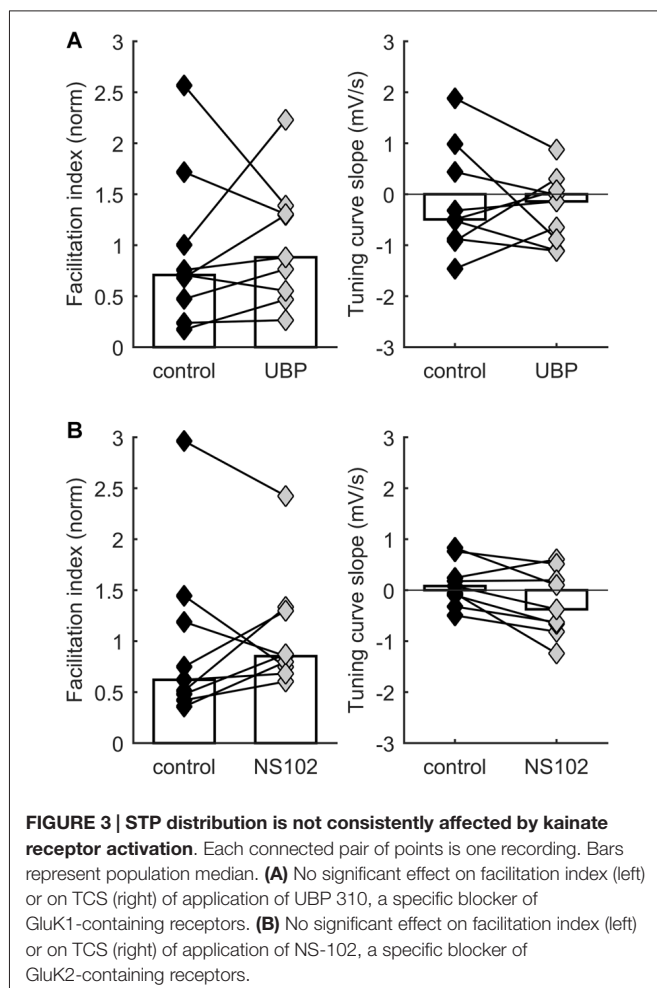 A
Facilitation index (norm)
3
2.5
2
1.5
1
0.5
0
control UBP
Tuning curve slope (mV/s)
3
2
1
0
-1
-2
-3
control UBP
B
Facilitation index (norm)
3
2.5
2
1.5
1
0.5
0
control NS102
Tuning curve slope (mV/s)
3
2
1
0
-1
-2
-3
control NS102
FIGURE 3 | STP distribution is not consistently affected by kainate
receptor activation. Each connected pair of points is one recording. Bars
represent population median. (A) No significant effect on facilitation index (left)
or on TCS (right) of application of UBP 310, a specific blocker of
GluK1-containing receptors. (B) No significant effect on facilitation index (left)
or on TCS (right) of application of NS-102, a specific blocker of
GluK2-containing receptors.